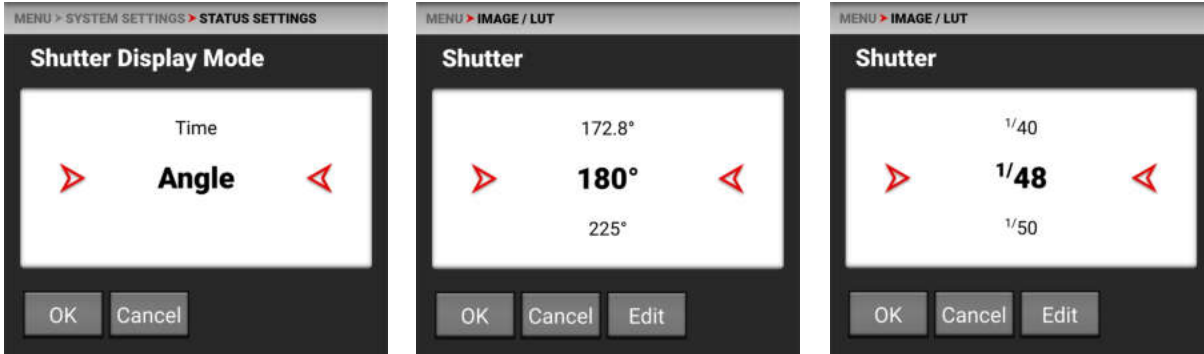 MENU > SYSTEM SETTINGS > STATUS SETTINGS
Shutter Display Mode
Time
Angle
OK
Cancel
MENU > IMAGE / LUT
Shutter
172.8°
180°
225°
OK
Cancel
Edit
MENU > IMAGE / LUT
Shutter
1/40
1/48
1/50
OK
Cancel
Edit